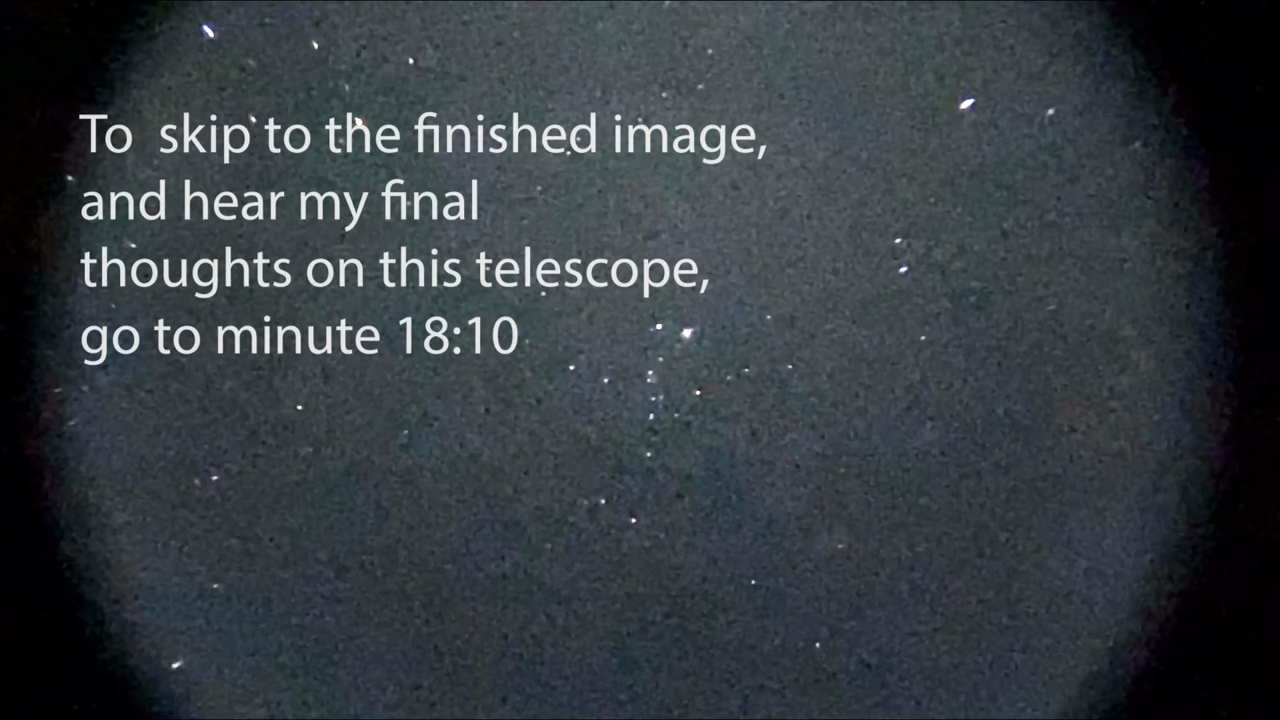 To  skip to the finished image,
and hear my final
thoughts on this telescope,
go to minute 18:10